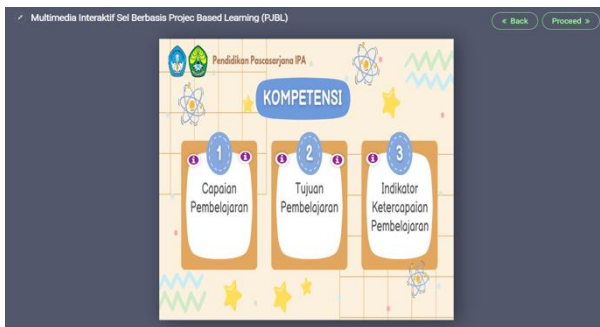 Multimedia Interaktif Sel Berbasis Projec Based Learning (PJBL)
« Back
Proceed »
Pendidikan Pascasarjana IPA
KOMPETENSI
1
Capaian
Pembelajaran
2
Tujuan
Pembelajaran
3
Indikator
Ketercapaian
Pembelajaran